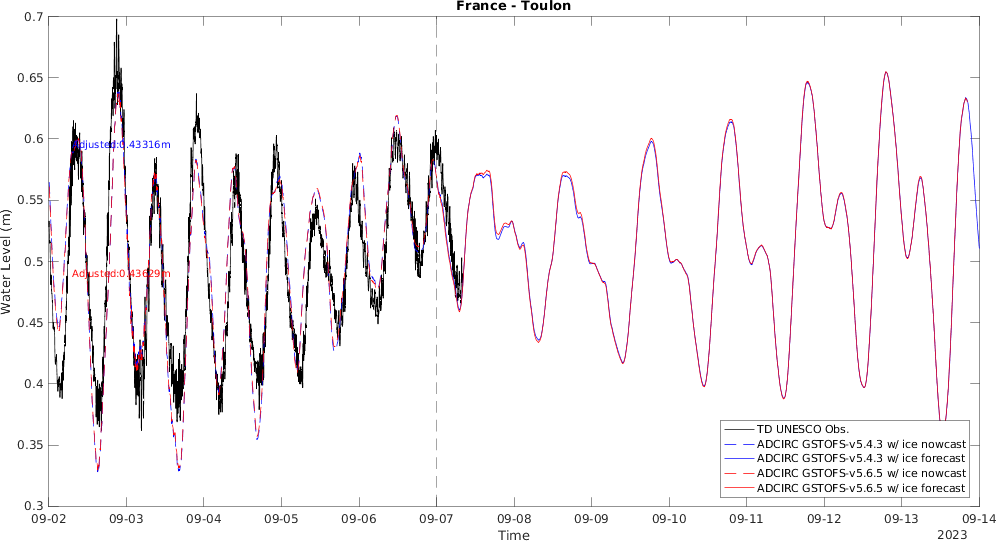 France - Toulon
Water Level (m)
0.7
0.65
0.6
0.55
0.5
0.45
0.4
0.35
0.3
Adjusted:0.43316m
Adjusted:0.43629m
TD UNESCO Obs.
ADCIRC GSTOFS-v5.4.3 w/ ice nowcast
ADCIRC GSTOFS-v5.4.3 w/ ice forecast
ADCIRC GSTOFS-v5.6.5 w/ ice nowcast
ADCIRC GSTOFS-v5.6.5 w/ ice forecast
09-02 09-03 09-04 09-05 09-06 09-07 09-08 09-09 09-10 09-11 09-12 09-13 09-14
Time
2023